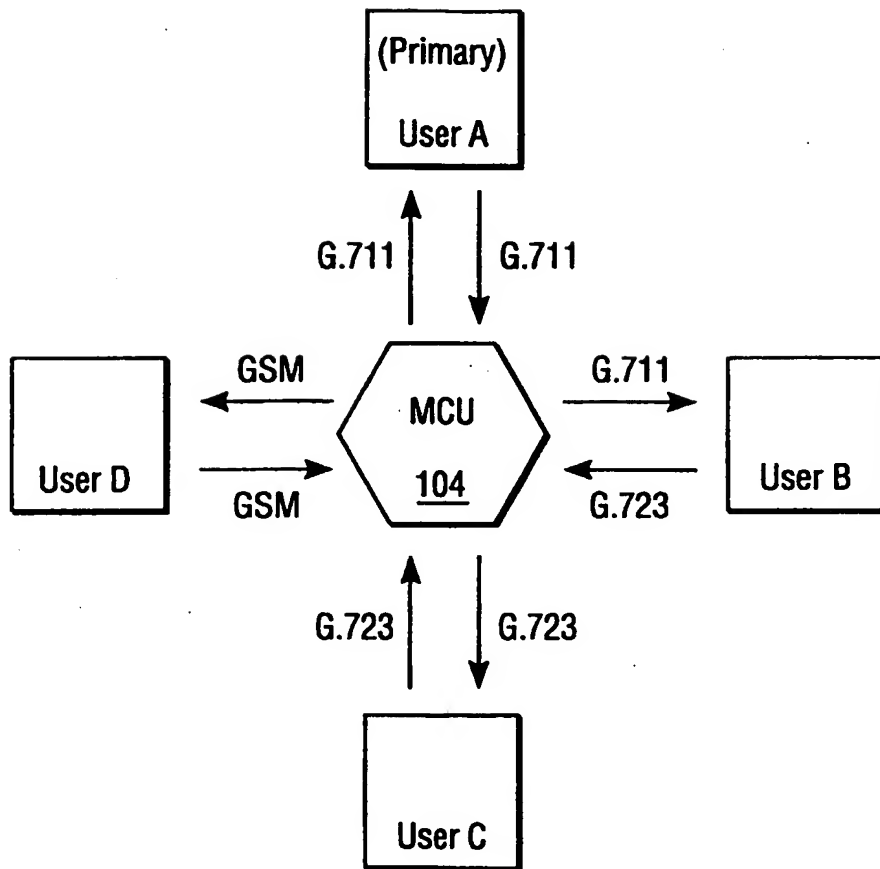 (Primary)
User A
G.711
G.711
GSM
G.711
MCU
104
User D
User B
GSM
G.723
G.723
G.723
User C